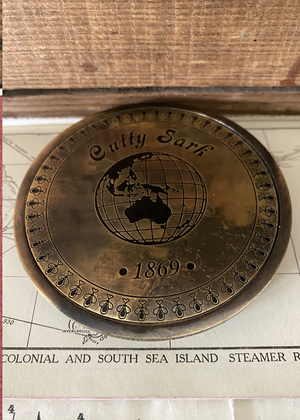 Cutty Sark
•1869•
COLONIAL AND SOUTH SEA ISLAND STEAMER R